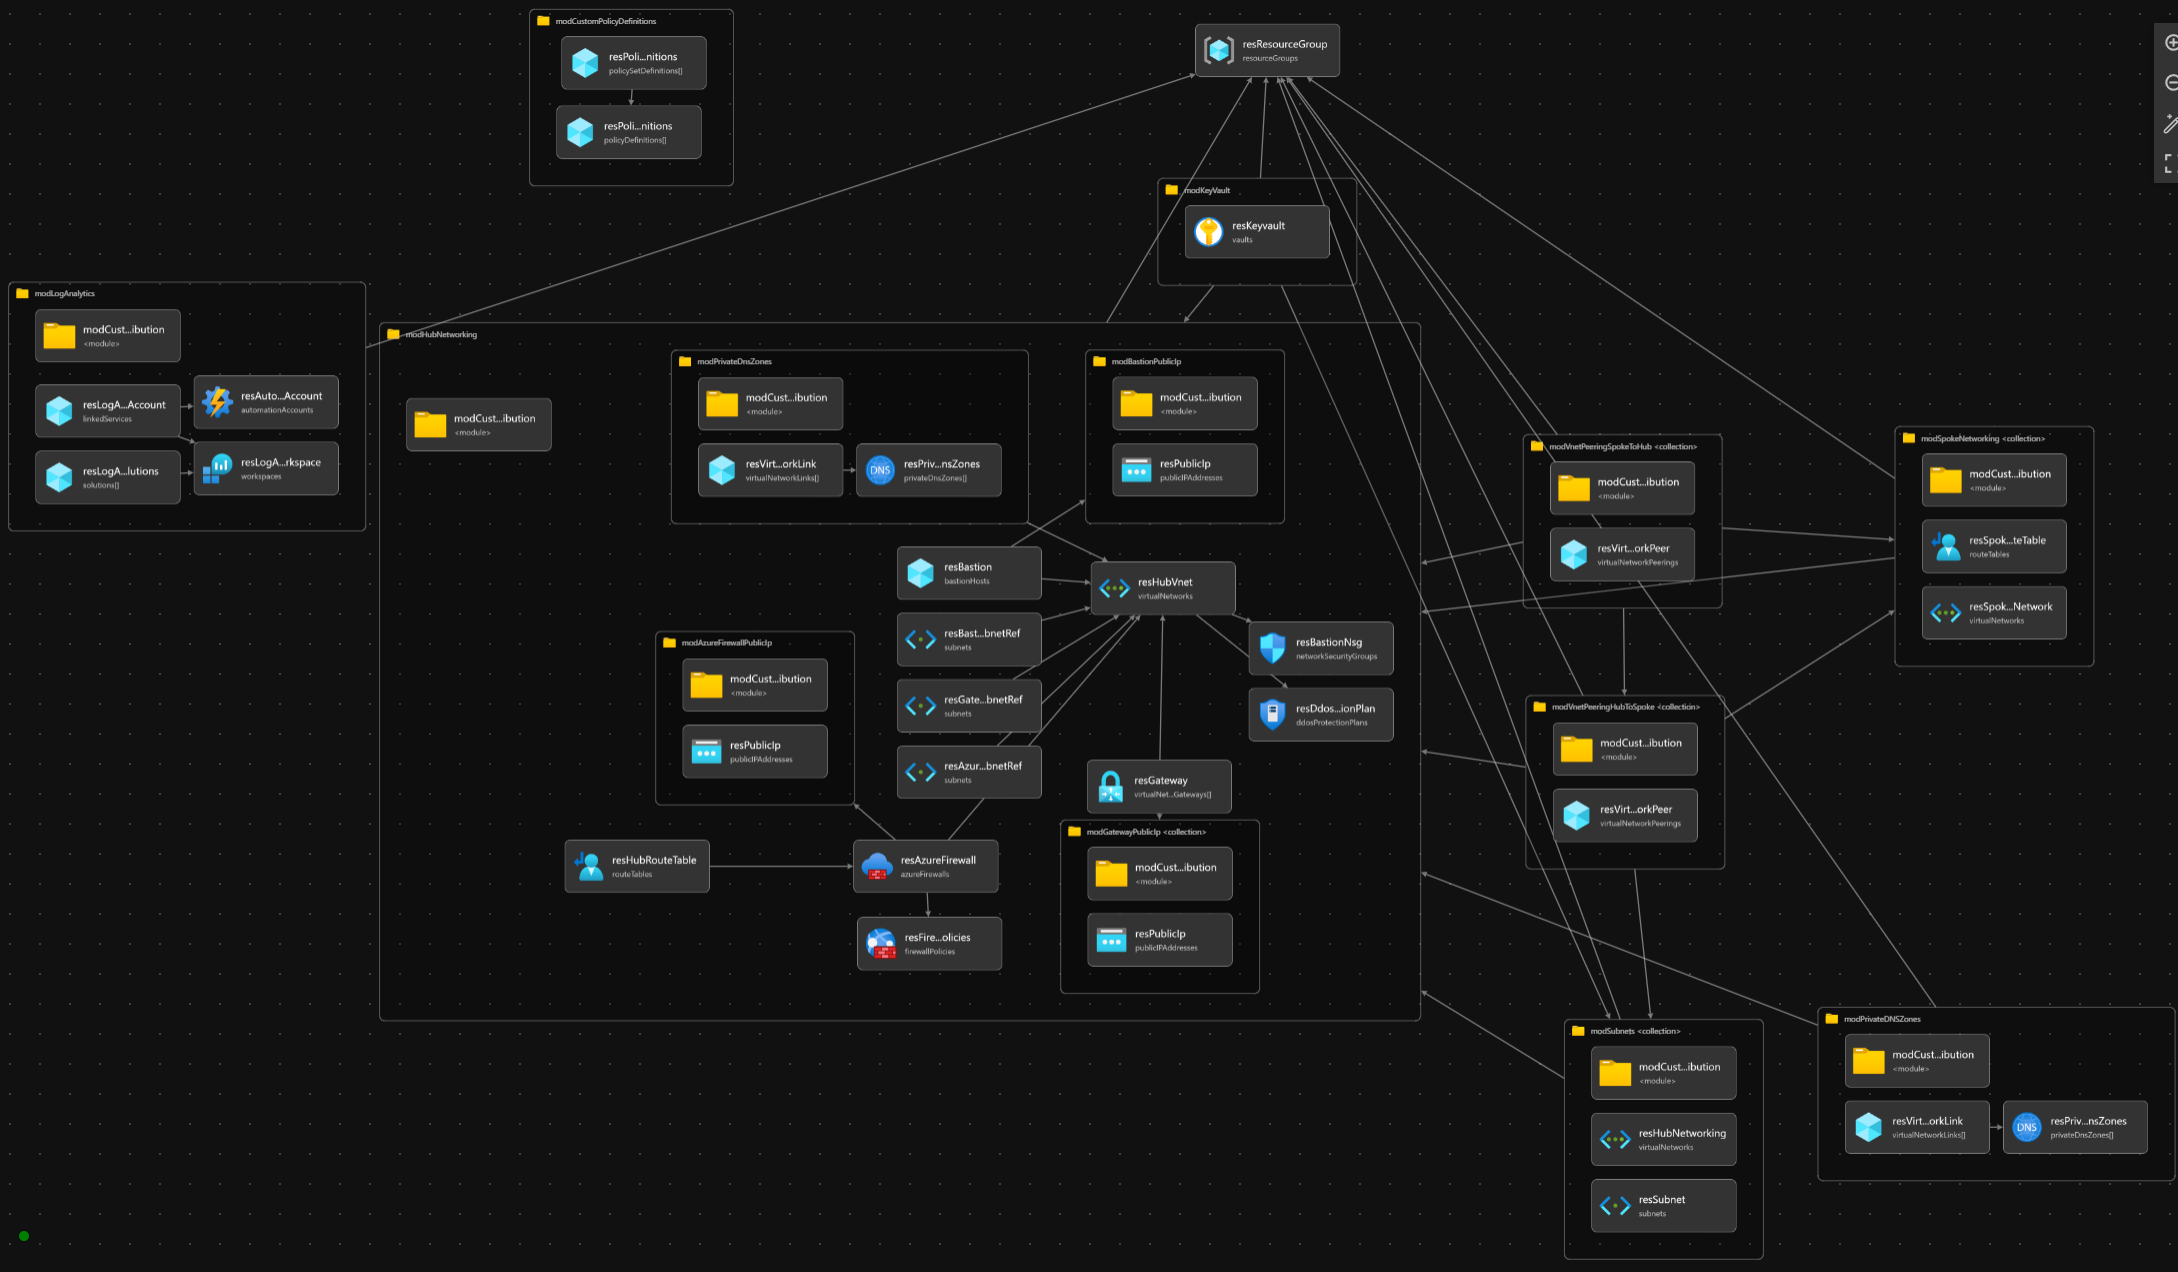 modCustomPolicyDefinitions
resPoli...nitions
policySetDefinitions[]
resPoli...nitions
policyDefinitions[]
resResourceGroup
resourceGroups
modKeyVault
resKeyvault
vaults
modLogAnalytics
modCust...ibution
<module>
resLogA...Account
linkedServices
resAuto...Account
automationAccounts
resLogA...lutions
solutions[]
resLogA...rkspace
workspaces
modHubNetworking
modCust...ibution
<module>
modPrivateDnsZones
modCust...ibution
<module>
resVirt...orkLink
virtualNetworkLinks[]
DNS
resPriv...nsZones
privateDnsZones[]
modBastionPublicIp
modCust...ibution
<module>
resPublicIp
publicIPAddresses
resBastion
bastionHosts
resHubVnet
virtualNetworks
resBast...bnetRef
subnets
resGate...bnetRef
subnets
resAzur...bnetRef
subnets
resBastionNsg
networkSecurityGroups
resDdos...ionPlan
ddosProtectionPlans
modAzureFirewallPublicIp
modCust...ibution
<module>
resPublicIp
publicIPAddresses
resGateway
virtualNet...Gateways[]
modGatewayPublicIp <collection>
modCust...ibution
<module>
resPublicIp
publicIPAddresses
resHubRouteTable
routeTables
resAzureFirewall
azureFirewalls
resFire...olicies
firewallPolicies
modVnetPeeringSpokeToHub <collection>
modCust...ibution
<module>
resVirt...orkPeer
virtualNetworkPeerings
modSpokeNetworking <collection>
modCust...ibution
<module>
resSpok...teTable
routeTables
resSpok...Network
virtualNetworks
modVnetPeeringHubToSpoke <collection>
modCust...ibution
<module>
resVirt...orkPeer
virtualNetworkPeerings
modSubnets <collection>
modCust...ibution
<module>
resHubNetworking
virtualNetworks
resSubnet
subnets
modPrivateDNSZones
modCust...ibution
<module>
resVirt...orkLink
virtualNetworkLinks[]
DNS
resPriv...nsZones
privateDnsZones[]